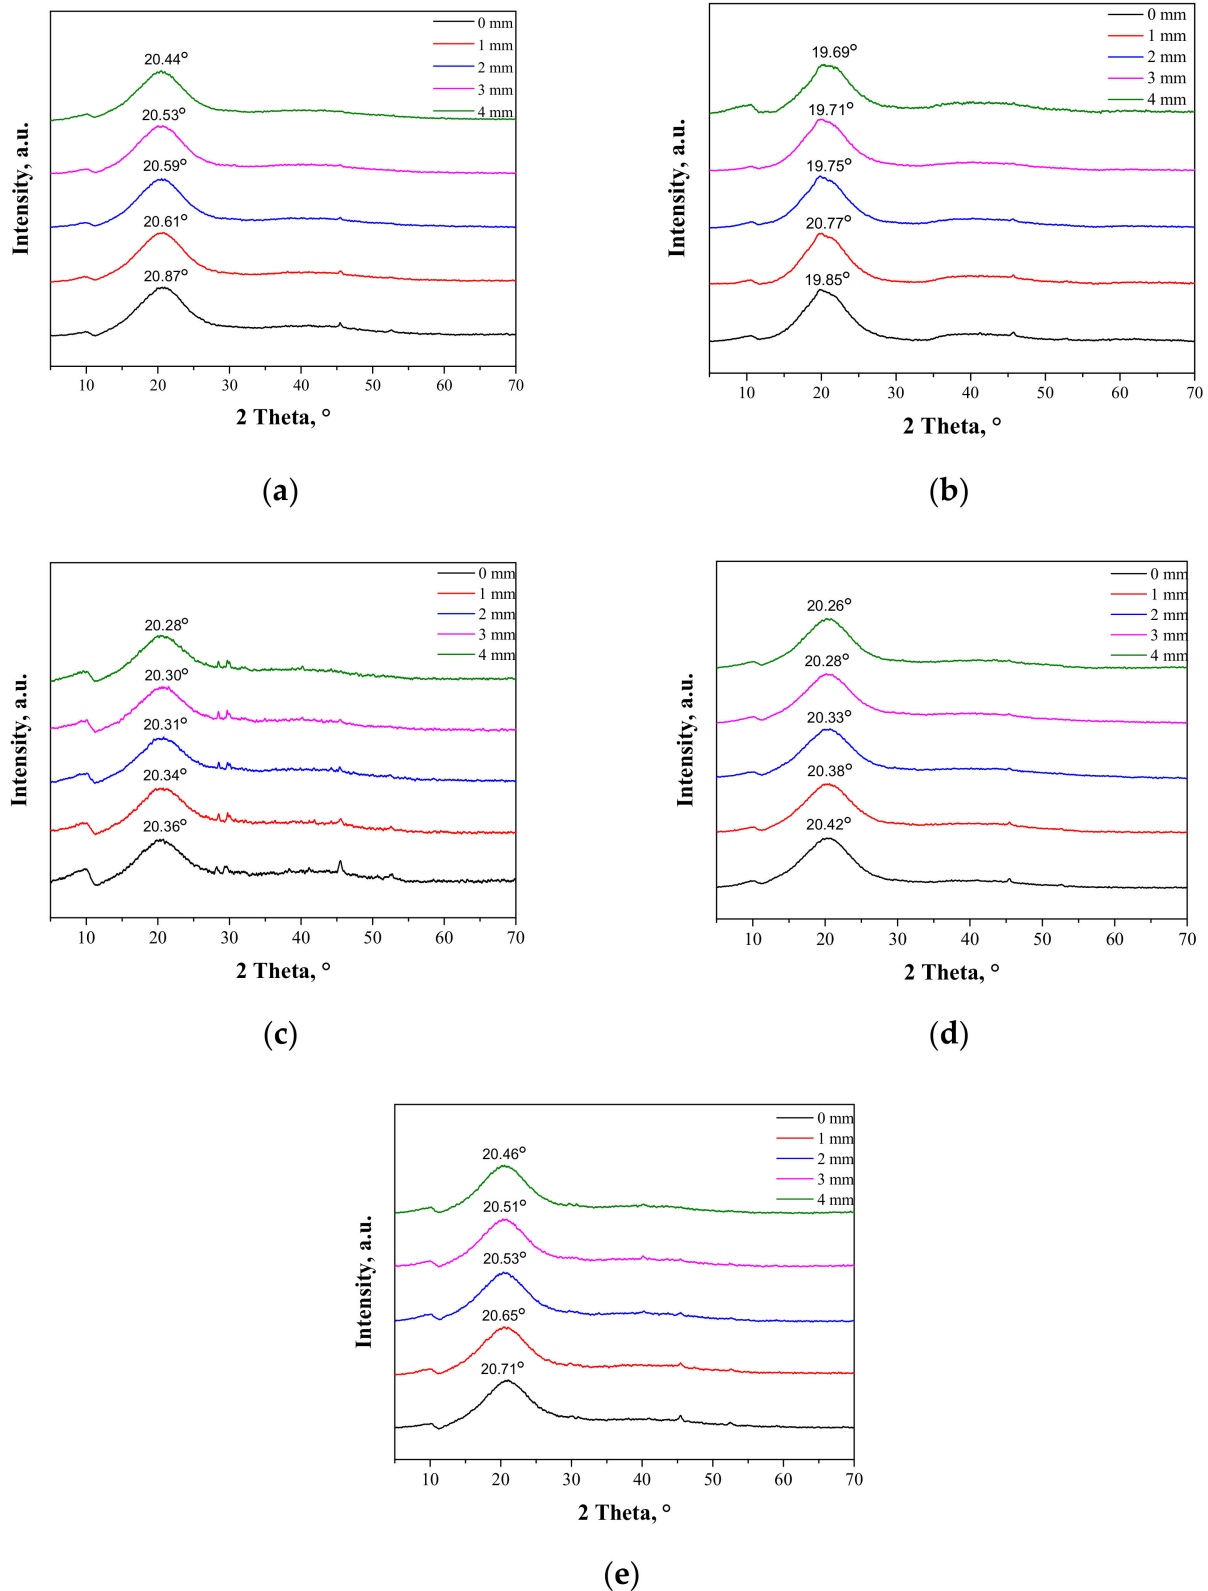 0 mm
1 mm
2 mm
3 mm
4 mm
20.44°
20.53°
20.59°
20.61°
20.87°
Intensity, a.u.
10 20 30 40 50 60 70
2 Theta, °
(a)
0 mm
1 mm
2 mm
3 mm
4 mm
19.69°
19.71°
19.75°
20.77°
19.85°
Intensity, a.u.
10 20 30 40 50 60 70
2 Theta, °
(b)
0 mm
1 mm
2 mm
3 mm
4 mm
20.28°
20.30°
20.31°
20.34°
20.36°
Intensity, a.u.
10 20 30 40 50 60 70
2 Theta, °
(c)
0 mm
1 mm
2 mm
3 mm
4 mm
20.26°
20.28°
20.33°
20.38°
20.42°
Intensity, a.u.
10 20 30 40 50 60 70
2 Theta, °
(d)
0 mm
1 mm
2 mm
3 mm
4 mm
20.46°
20.51°
20.53°
20.65°
20.71°
Intensity, a.u.
10 20 30 40 50 60 70
2 Theta, °
(e)